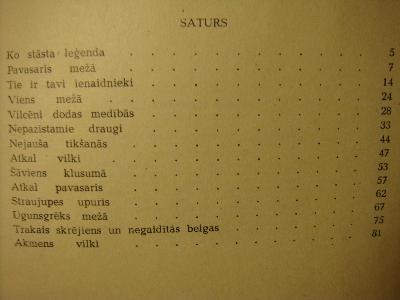 SATURS
Ko stāsta leģenda . . . . . . . . . 5
Pavasaris mežā . . . . . . . . . 7
Tie ir tavi ienaidnieki . . . . . . . . 14
Viens mežā . . . . . . . . . . 24
Vilcēni dodas medībās . . . . . . . . 28
Nepazīstamie draugi . . . . . . . . 33
Nejauša tikšanās . . . . . . . . . 44
Atkal vilki . . . . . . . . . . 47
Šāviens klusumā . . . . . . . . . 53
Atkal pavasaris . . . . . . . . . 57
Straujupes upuris . . . . . . . . . 62
Ugunsgrēks mežā . . . . . . . . . 67
Trakais skrējiens un negaidītās beigas . . . . . 75
Akmens vilki . . . . . . . . . 81